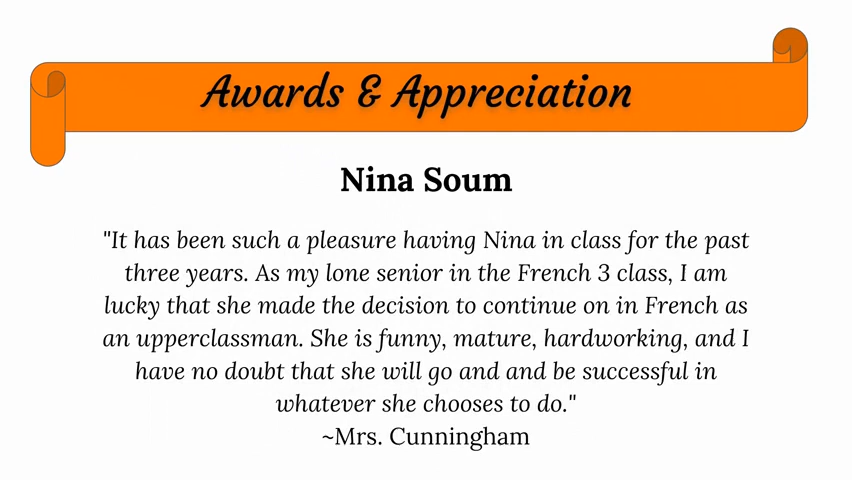 Awards & Appreciation
Nina Soum
"It has been such a pleasure having Nina in class for the past
three years. As my lone senior in the French 3 class, I am
lucky that she made the decision to continue on in French as
an upperclassman. She is funny, mature, hardworking, and I
have no doubt that she will go and and be successful in
whatever she chooses to do."
~Mrs. Cunningham